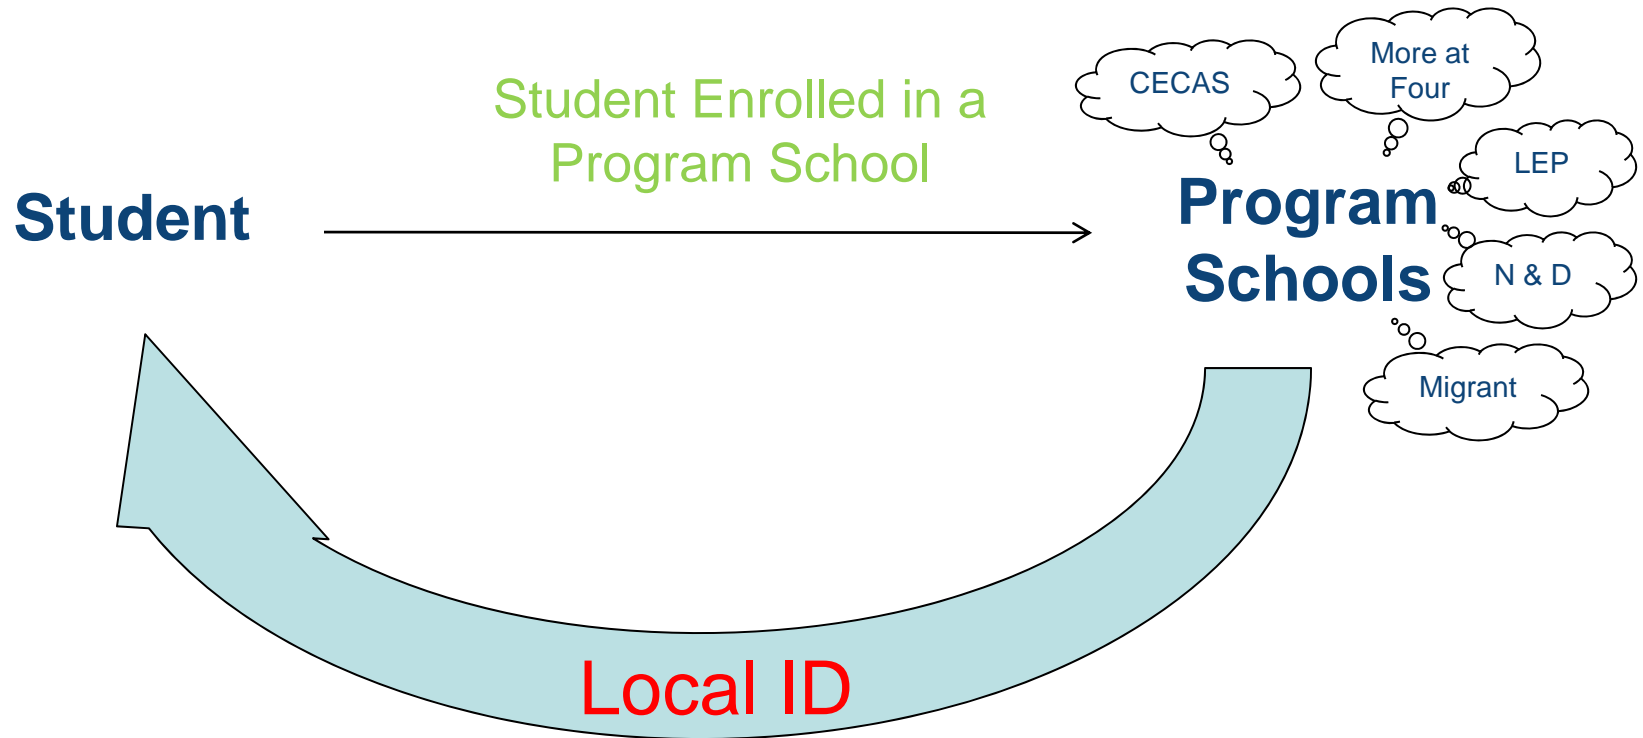 Student
Student Enrolled in a
Program School
Program
Schools
CECAS
More at
Four
LEP
N & D
Migrant
Local ID